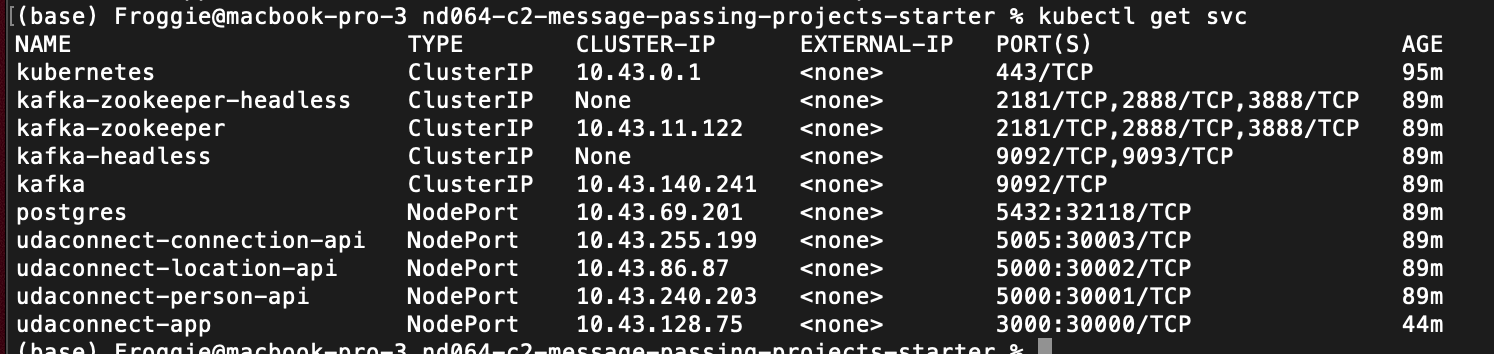 [(base) Froggie@macbook-pro-3 nd064-c2-message-passing-projects-starter % kubectl get svc
NAME TYPE CLUSTER-IP EXTERNAL-IP PORT(S) AGE
kubernetes ClusterIP 10.43.0.1 <none> 443/TCP 95m
kafka-zookeeper-headless ClusterIP None <none> 2181/TCP,2888/TCP,3888/TCP 89m
kafka-zookeeper ClusterIP 10.43.11.122 <none> 2181/TCP,2888/TCP,3888/TCP 89m
kafka-headless ClusterIP None <none> 9092/TCP,9093/TCP 89m
kafka ClusterIP 10.43.140.241 <none> 9092/TCP 89m
postgres NodePort 10.43.69.201 <none> 5432:32118/TCP 89m
udaconnect-connection-api NodePort 10.43.255.199 <none> 5005:30003/TCP 89m
udaconnect-location-api NodePort 10.43.86.87 <none> 5000:30002/TCP 89m
udaconnect-person-api NodePort 10.43.240.203 <none> 5000:30001/TCP 89m
udaconnect-app NodePort 10.43.128.75 <none> 3000:30000/TCP 44m
(base) Froggie@macbook-pro-3 nd064-c2-message-passing-projects-starter %